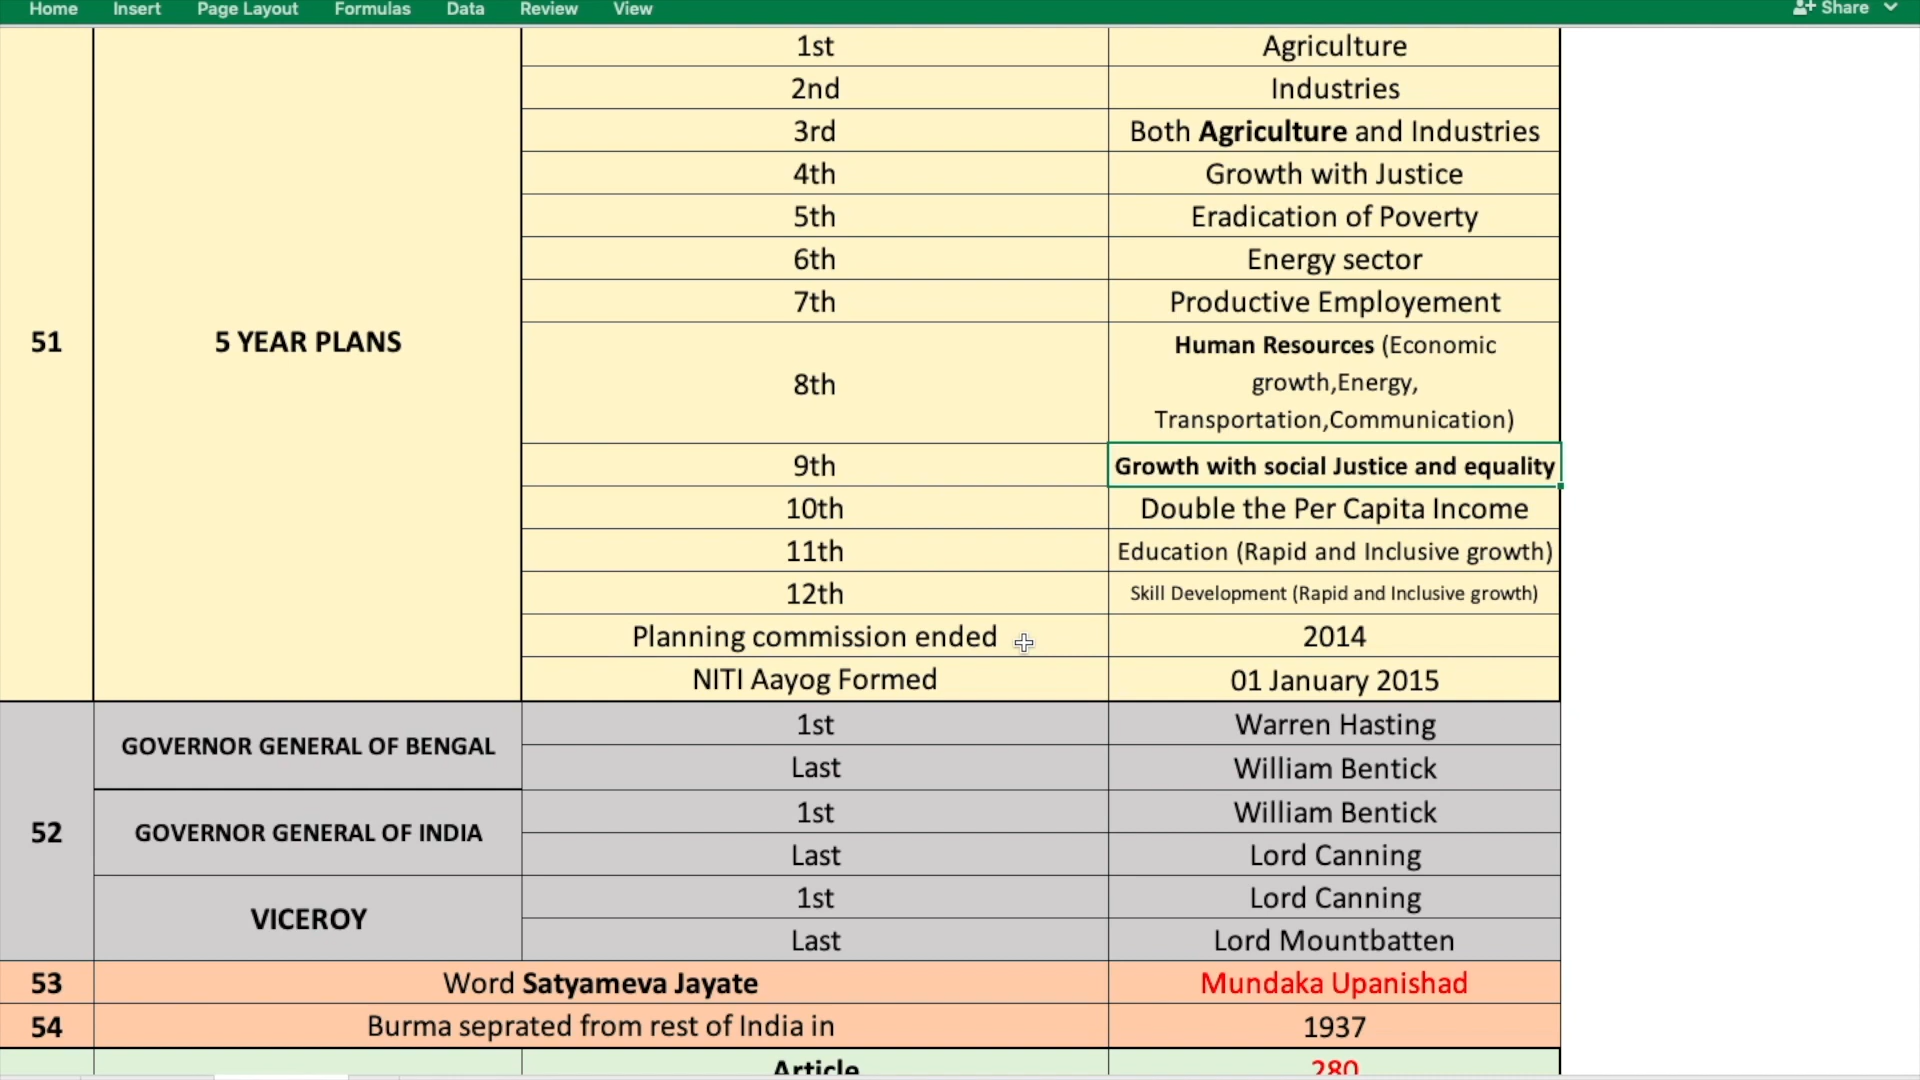 Home Insert Page Layout Formulas Data Review View Share
1st Agriculture
2nd Industries
3rd Both Agriculture and Industries
4th Growth with Justice
5th Eradication of Poverty
6th Energy sector
7th Productive Employement
51 5 YEAR PLANS
8th Human Resources (Economic
growth,Energy,
Transportation,Communication)
9th Growth with social Justice and equality
10th Double the Per Capita Income
11th Education (Rapid and Inclusive growth)
12th Skill Development (Rapid and Inclusive growth)
Planning commission ended 2014
NITI Aayog Formed 01 January 2015
52
GOVERNOR GENERAL OF BENGAL
1st Warren Hasting
Last William Bentick
GOVERNOR GENERAL OF INDIA
1st William Bentick
Last Lord Canning
VICEROY
1st Lord Canning
Last Lord Mountbatten
53 Word Satyameva Jayate Mundaka Upanishad
54 Burma seprated from rest of India in 1937
Article 280